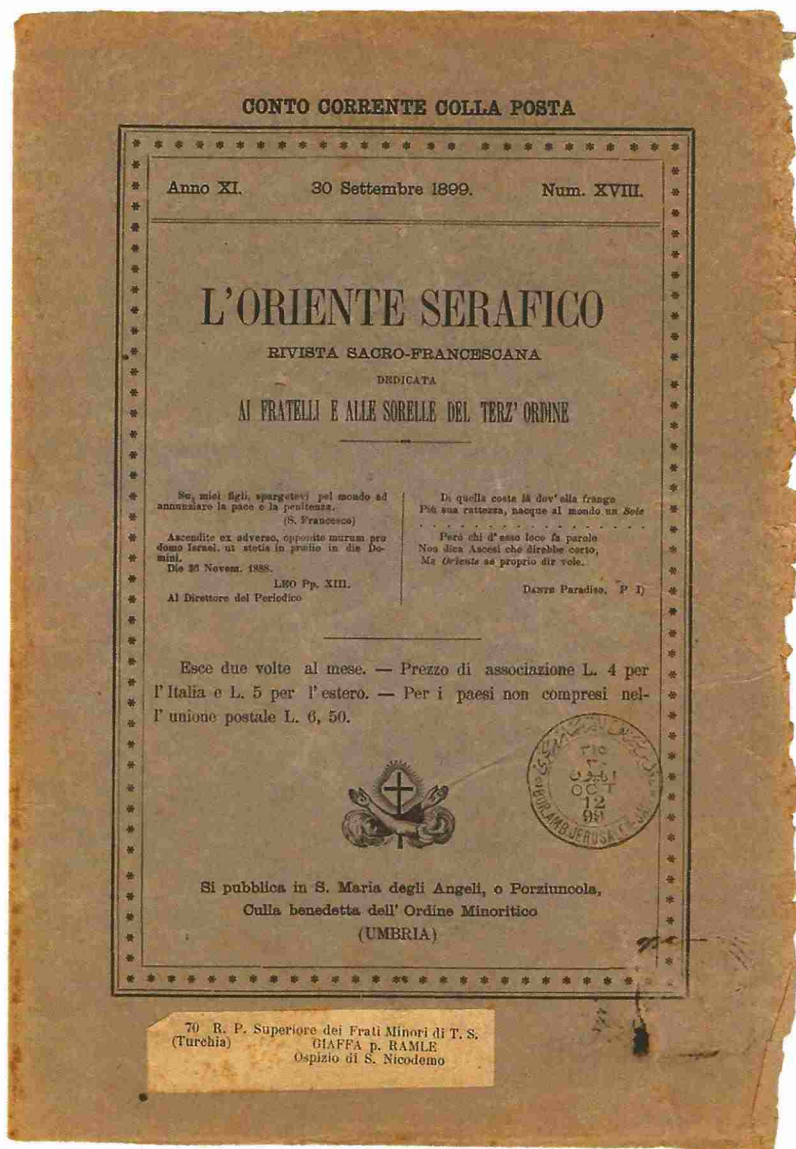 CONTO CORRENTE COLLA POSTA
Anno XI. 30 Settembre 1899. Num. XVIII.
L'ORIENTE SERAFICO
RIVISTA SACRO-FRANCESCANA
DEDICATA
AI FRATELLI E ALLE SORELLE DEL TERZ' ORDINE
Su, miei figli, spargetevi pel mondo ad
annunziare la pace e la penitenza.
(S. Francesco)
Ascendite ex adverso, opponite murum pro
domo Israel, ut stetis in prœlio in die Do-
mini.
Die 26 Novem. 1888.
LEO Pp. XIII.
Al Direttore del Periodico
Di quella costa là dov' ella frange
Più sua rattezza, nacque al mondo un Sole
. . . . . . . . . . . . . . . . .
Però chi d' esso loco fa parole
Non dica Ascesi che direbbe corto,
Ma Oriente se proprio dir vole.
DANTE Paradiso, P I)
Esce due volte al mese. — Prezzo di associazione L. 4 per
l' Italia e L. 5 per l' estero. — Per i paesi non compresi nel-
l' unione postale L. 6, 50.
٣١٥
٣٠
ايلول
OCT
12
99
JERUSALEM
Si pubblica in S. Maria degli Angeli, o Porziuncola,
Culla benedetta dell' Ordine Minoritico
(UMBRIA)
70 R. P. Superiore dei Frati Minori di T. S.
(Turchia) GIAFFA p. RAMLE
Ospizio di S. Nicodemo